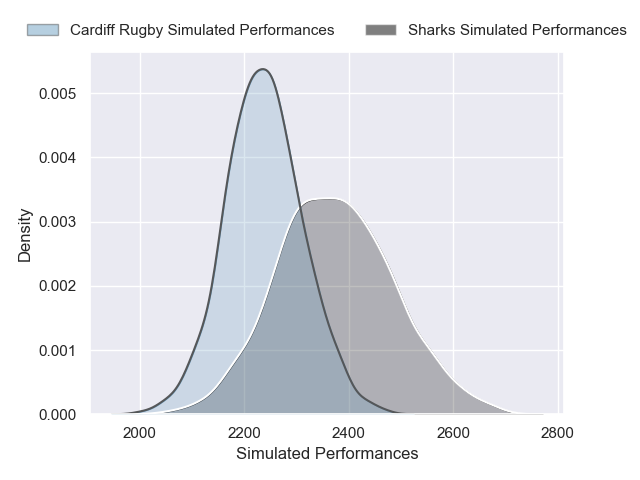 Cardiff Rugby Simulated Performances Sharks Simulated Performances
0.005
0.004
0.003
0.002
0.001
0.000
Density
2000 2200 2400 2600 2800
Simulated Performances